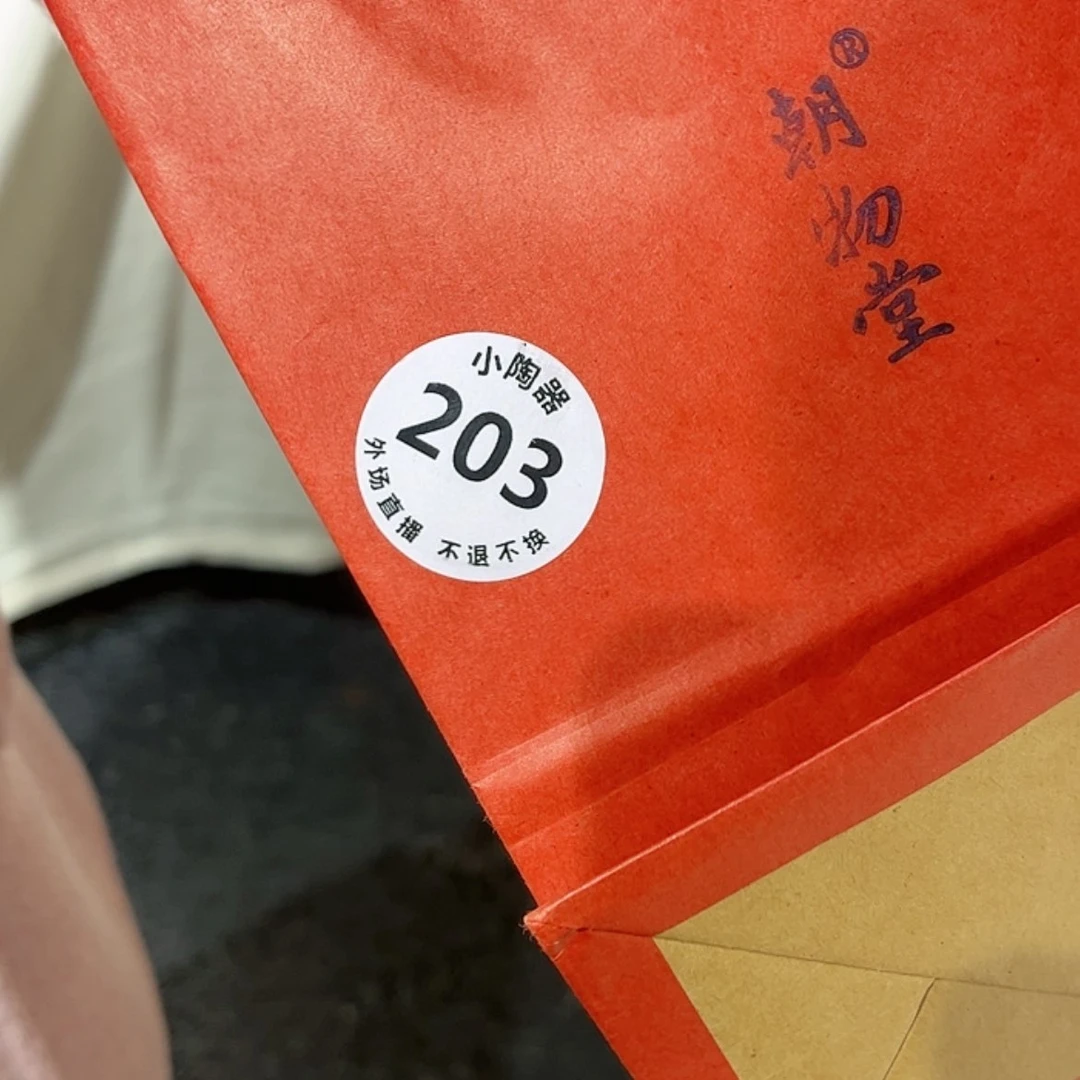 ®
朝物堂
小陶器
203
外场直播 不退不换